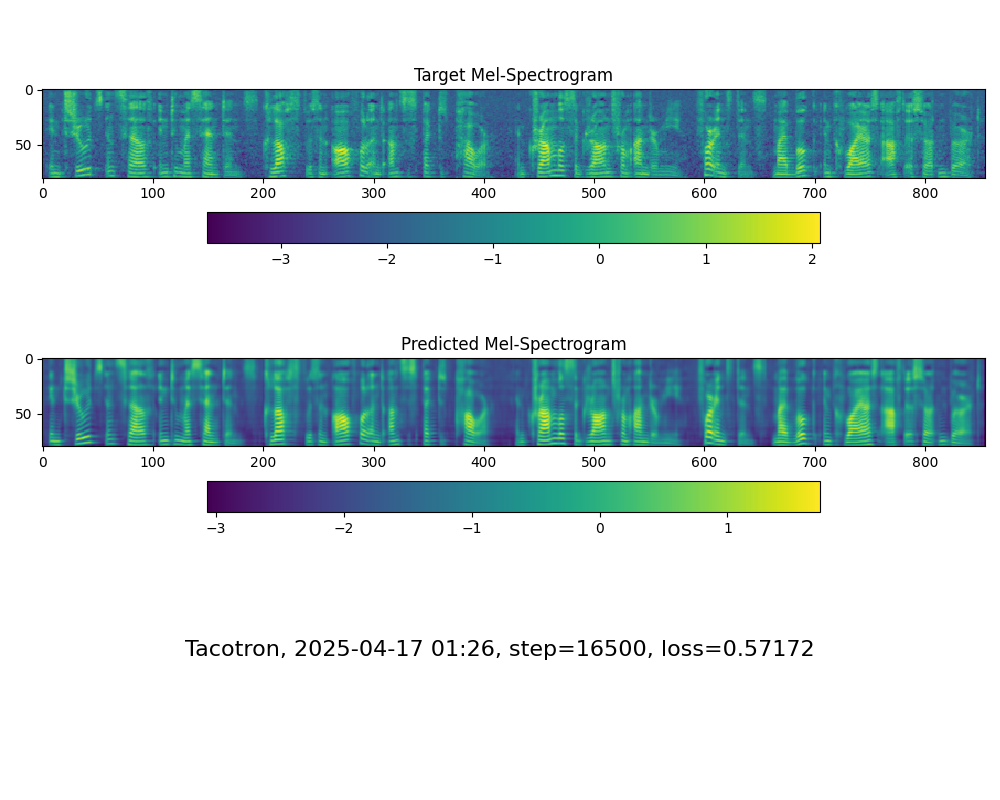 Target Mel-Spectrogram
0
50
0 100 200 300 400 500 600 700 800
−3 −2 −1 0 1 2
Predicted Mel-Spectrogram
0
50
0 100 200 300 400 500 600 700 800
−3 −2 −1 0 1
Tacotron, 2025-04-17 01:26, step=16500, loss=0.57172